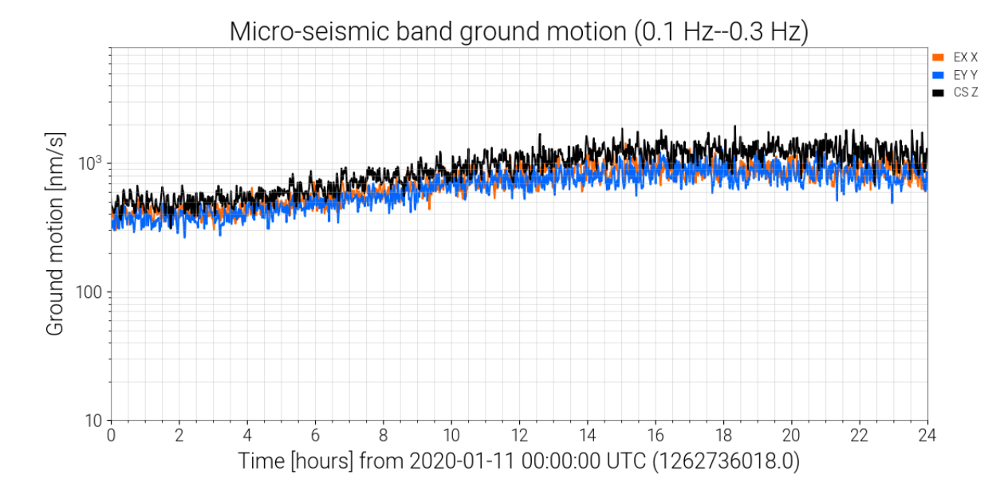 Micro-seismic band ground motion (0.1 Hz--0.3 Hz)
EX X
EY Y
CS Z
Ground motion [nm/s]
10³
100
10
0 2 4 6 8 10 12 14 16 18 20 22 24
Time [hours] from 2020-01-11 00:00:00 UTC (1262736018.0)